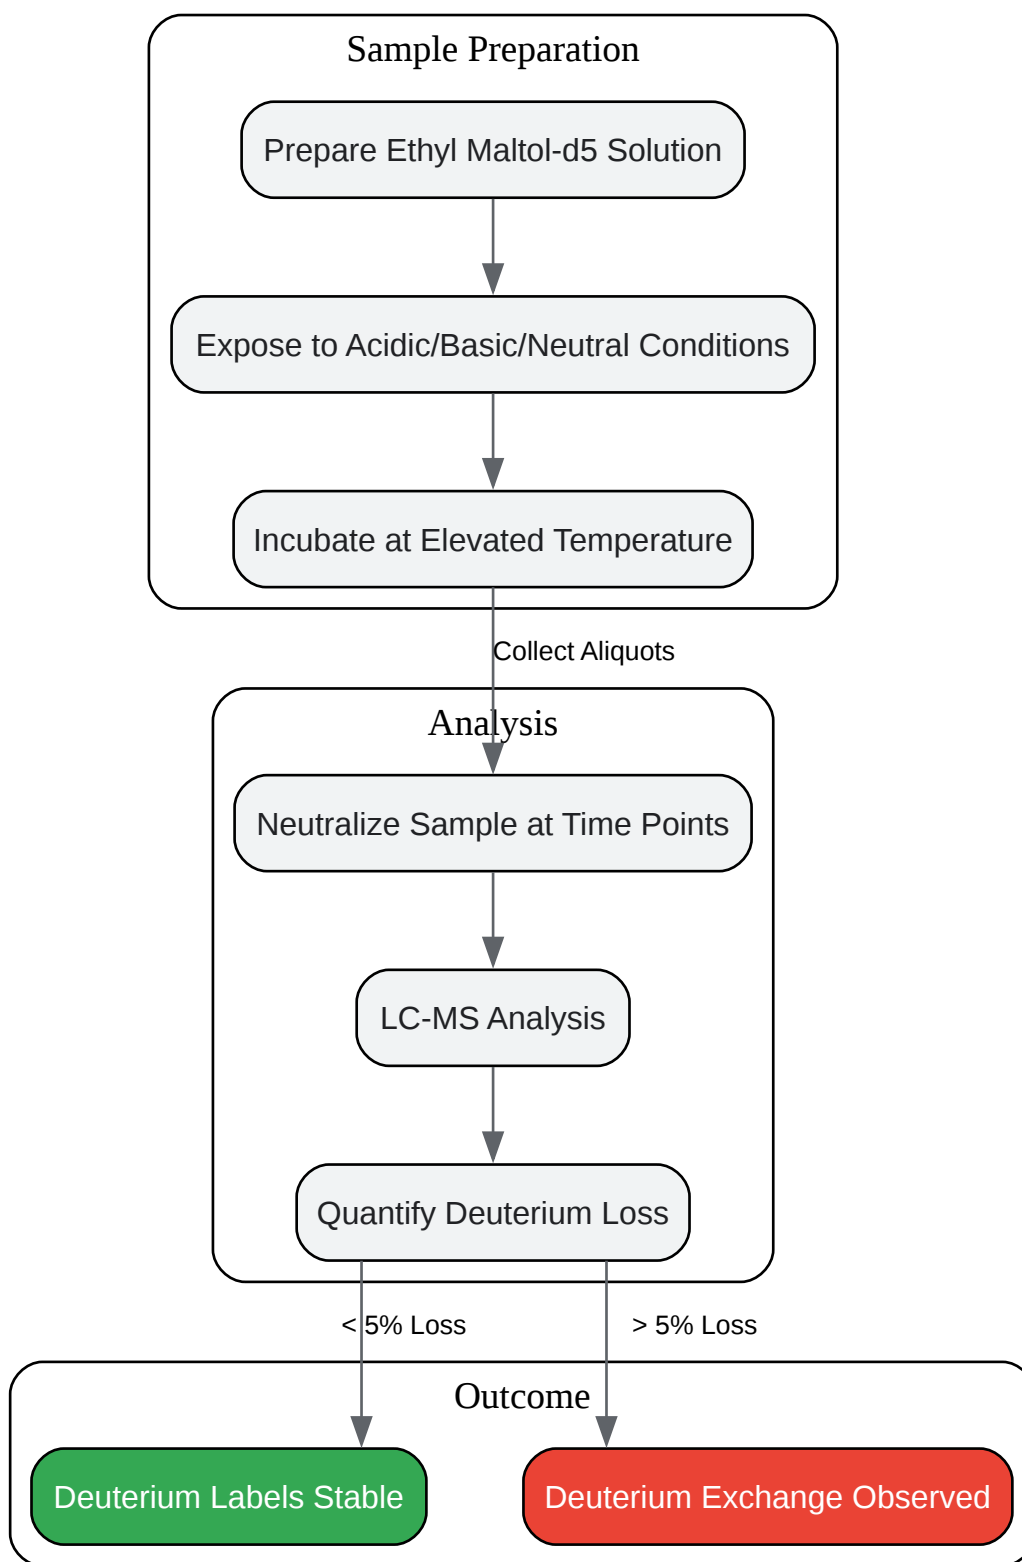 Sample Preparation
Prepare Ethyl Maltol-d5 Solution
Expose to Acidic/Basic/Neutral Conditions
Incubate at Elevated Temperature
Collect Aliquots
Analysis
Neutralize Sample at Time Points
LC-MS Analysis
Quantify Deuterium Loss
< 5% Loss
> 5% Loss
Outcome
Deuterium Labels Stable
Deuterium Exchange Observed